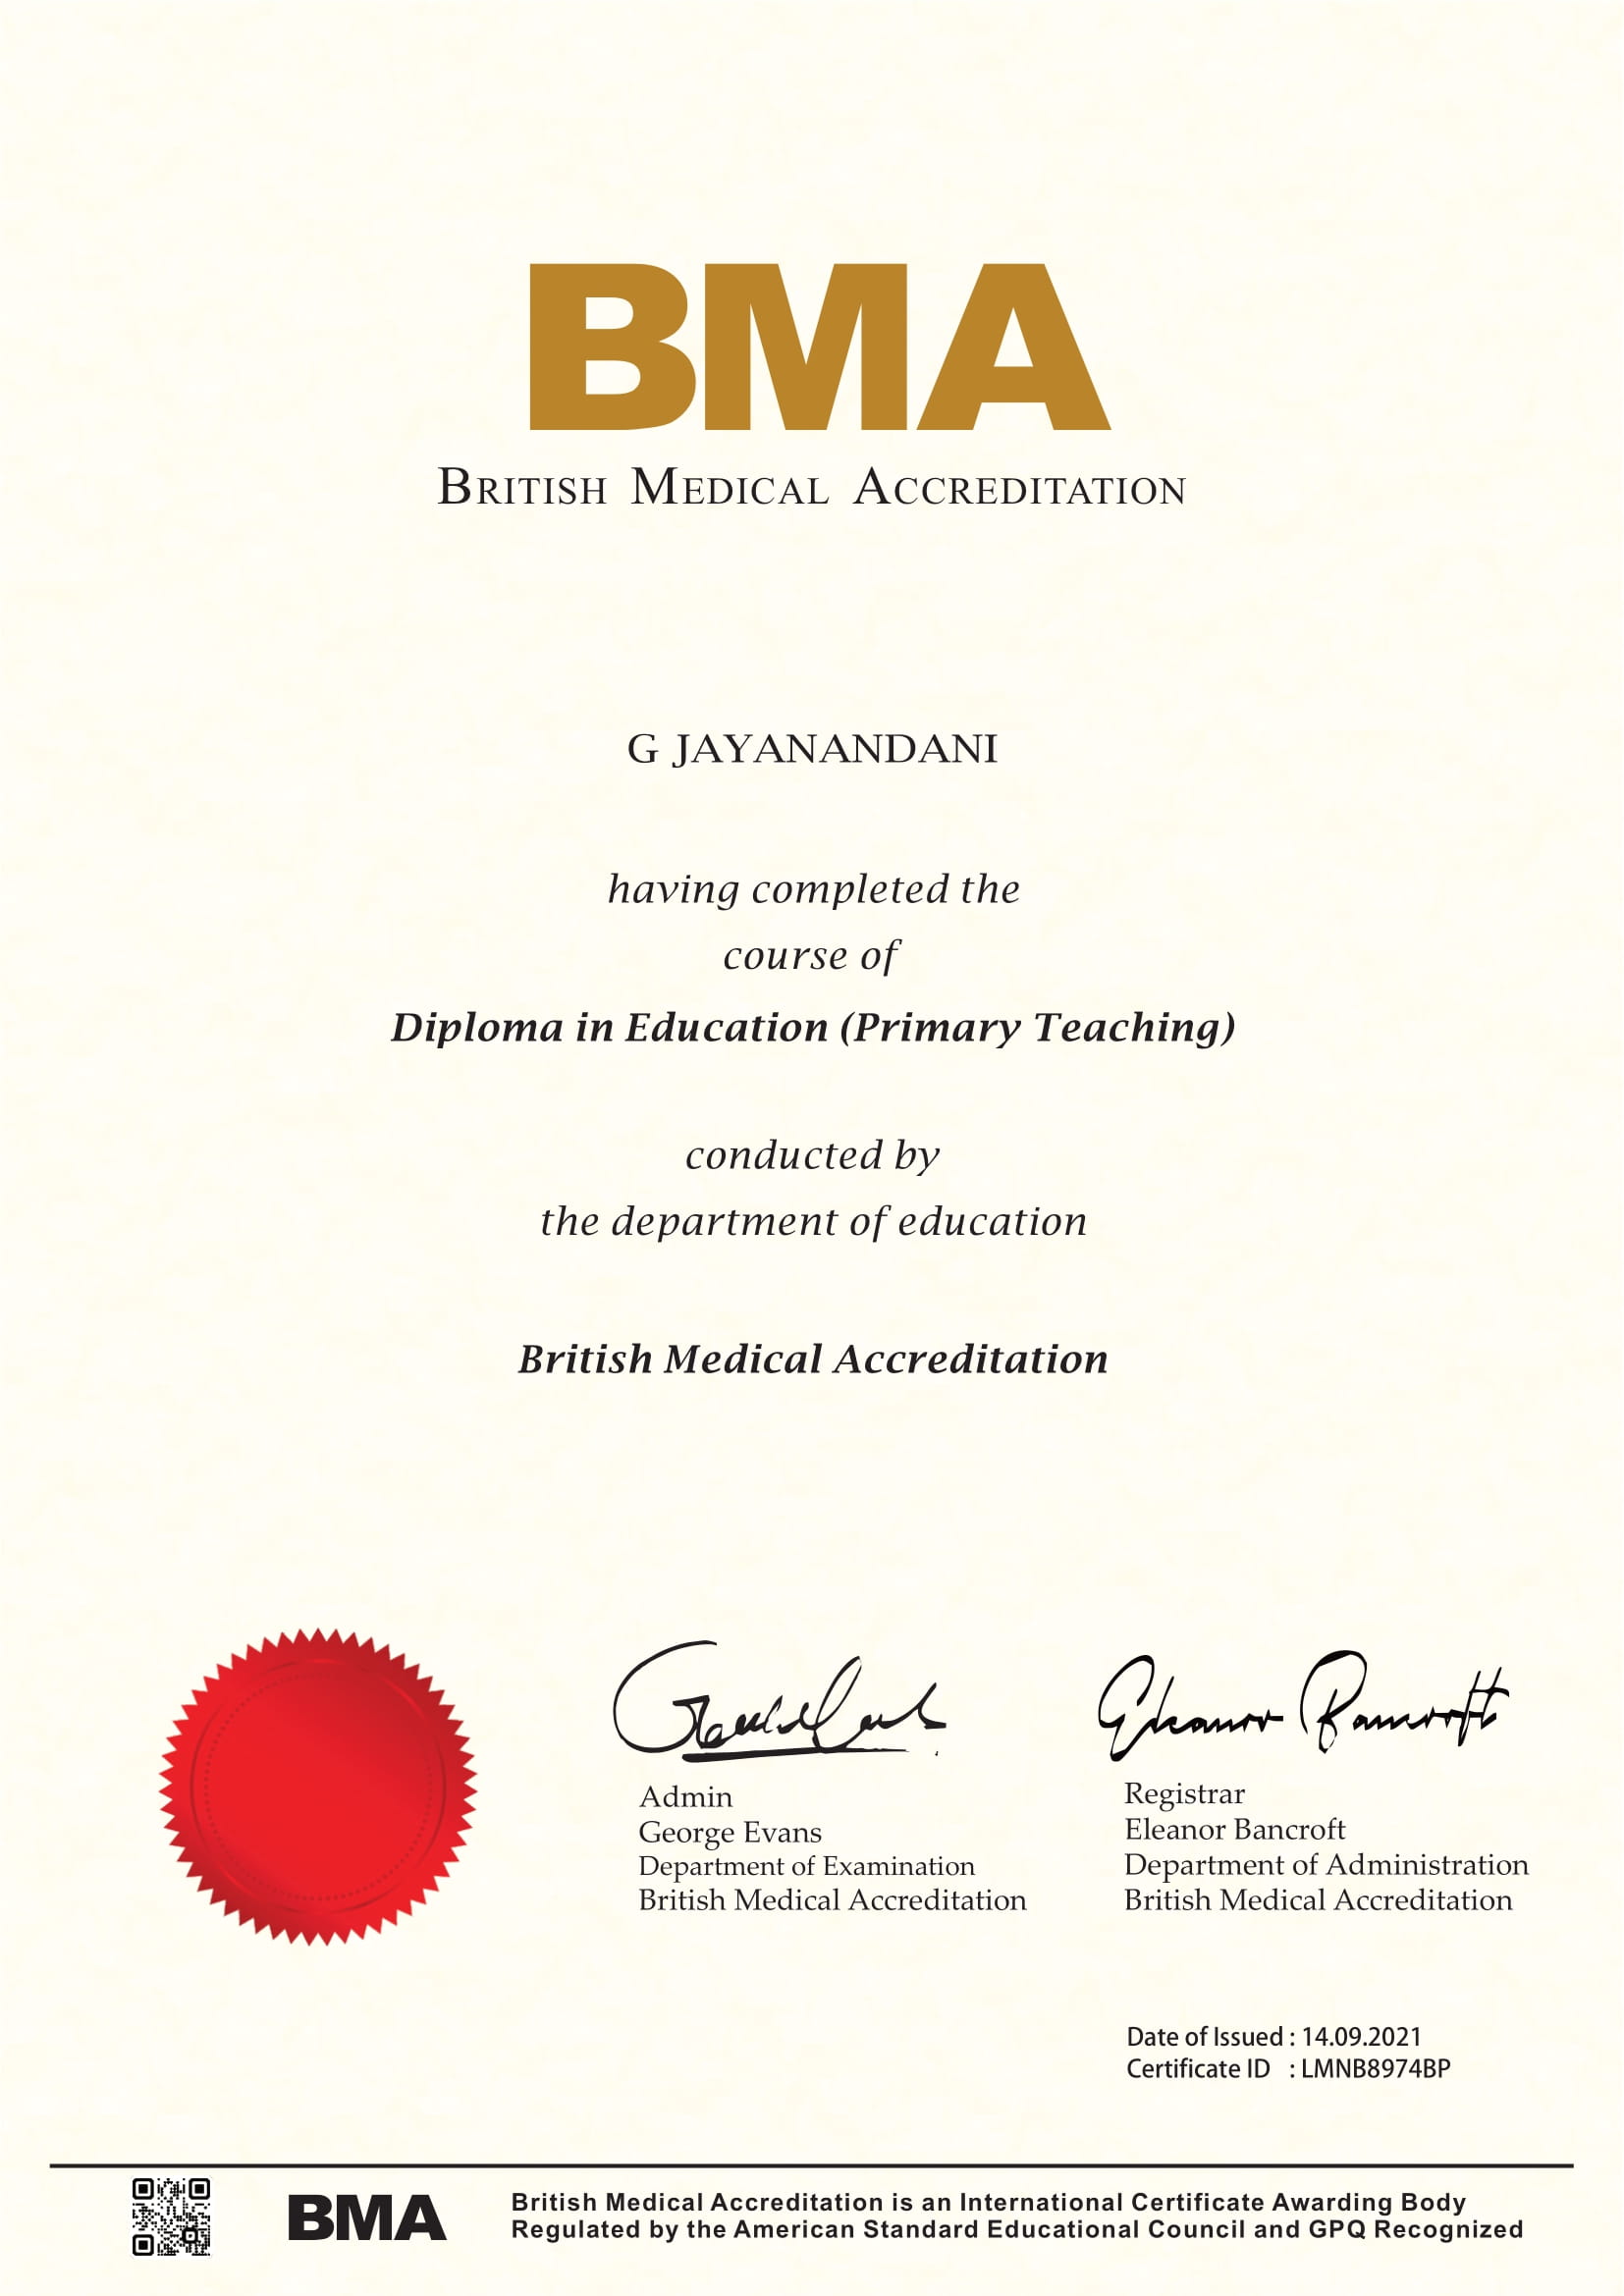 BMA
British Medical Accreditation
G JAYANANDANI
having completed the
course of
Diploma in Education (Primary Teaching)
conducted by
the department of education
British Medical Accreditation
Eleanor Bancroft
Admin
George Evans
Department of Examination
British Medical Accreditation
Registrar
Eleanor Bancroft
Department of Administration
British Medical Accreditation
Date of Issued : 14.09.2021
Certificate ID : LMNB8974BP
BMA
British Medical Accreditation is an International Certificate Awarding Body
Regulated by the American Standard Educational Council and GPQ Recognized